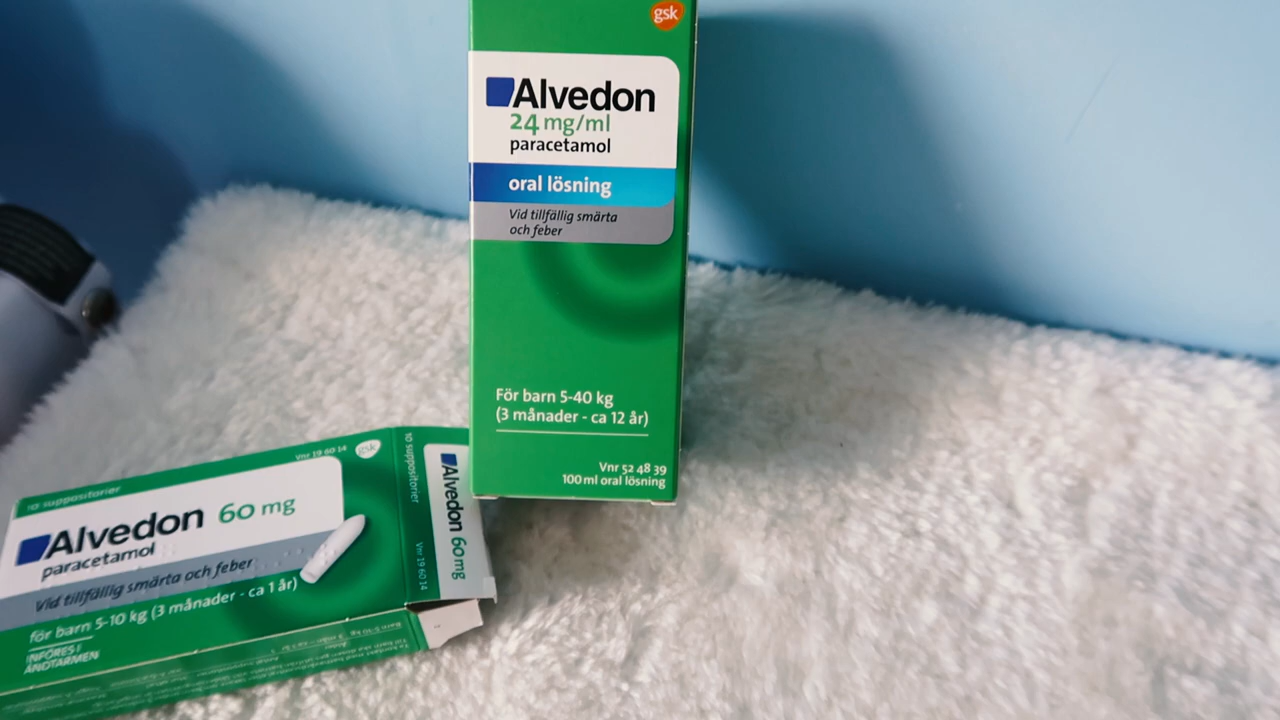 gsk
Alvedon
24 mg/ml
paracetamol
oral lösning
Vid tillfällig smärta
och feber
För barn 5-40 kg
(3 månader - ca 12 år)
Vnr 52 48 39
100 ml oral lösning
10 suppositorier
Vnr 19 60 14
gsk
Alvedon 60 mg
paracetamol
Vid tillfällig smärta och feber
för barn 5-10 kg (3 månader - ca 1 år)
INFÖRES I
ÄNDTARMEN
10 suppositorier
Vnr 19 60 14
Alvedon 60 mg